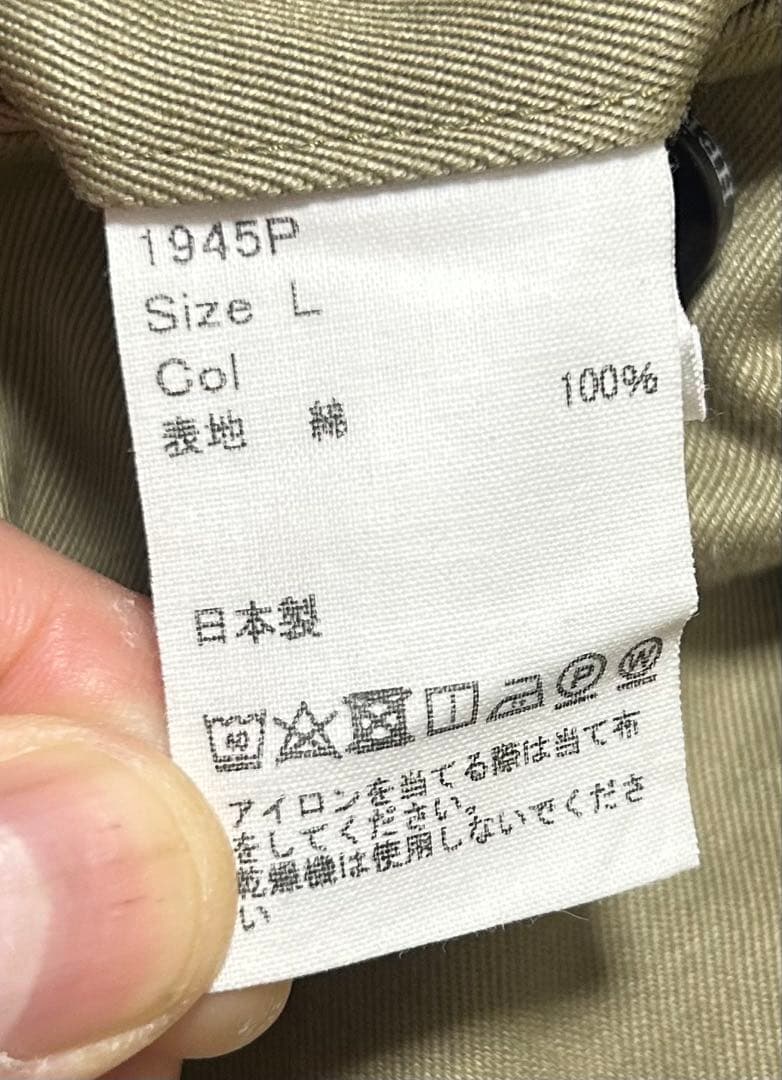 1945P
Size L
Col
表地 綿 100%
日本製
40 P W
アイロンを当てる際は当て布
をしてください。
乾燥機は使用しないでくださ
い